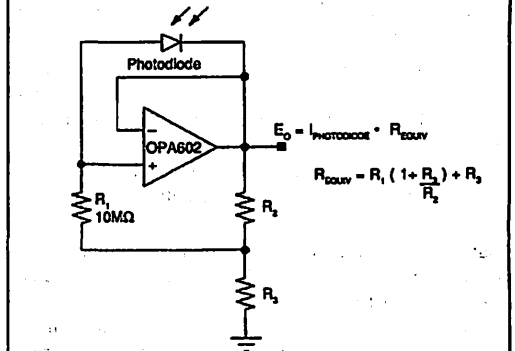 Photodiode
−
OPA602
+
E_O = I_PHOTODIODE • R_EQUIV
R_EQUIV = R_1 ( 1+ R_3 ) + R_3
R_2
R_1
10MΩ
R_2
R_3